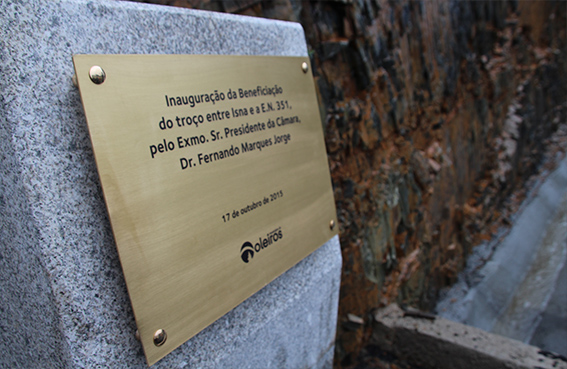 Inauguração da Beneficiação
do troço entre Isna e a E.N. 351,
pelo Exmo. Sr. Presidente da Câmara,
Dr. Fernando Marques Jorge
17 de outubro de 2015
oleiros